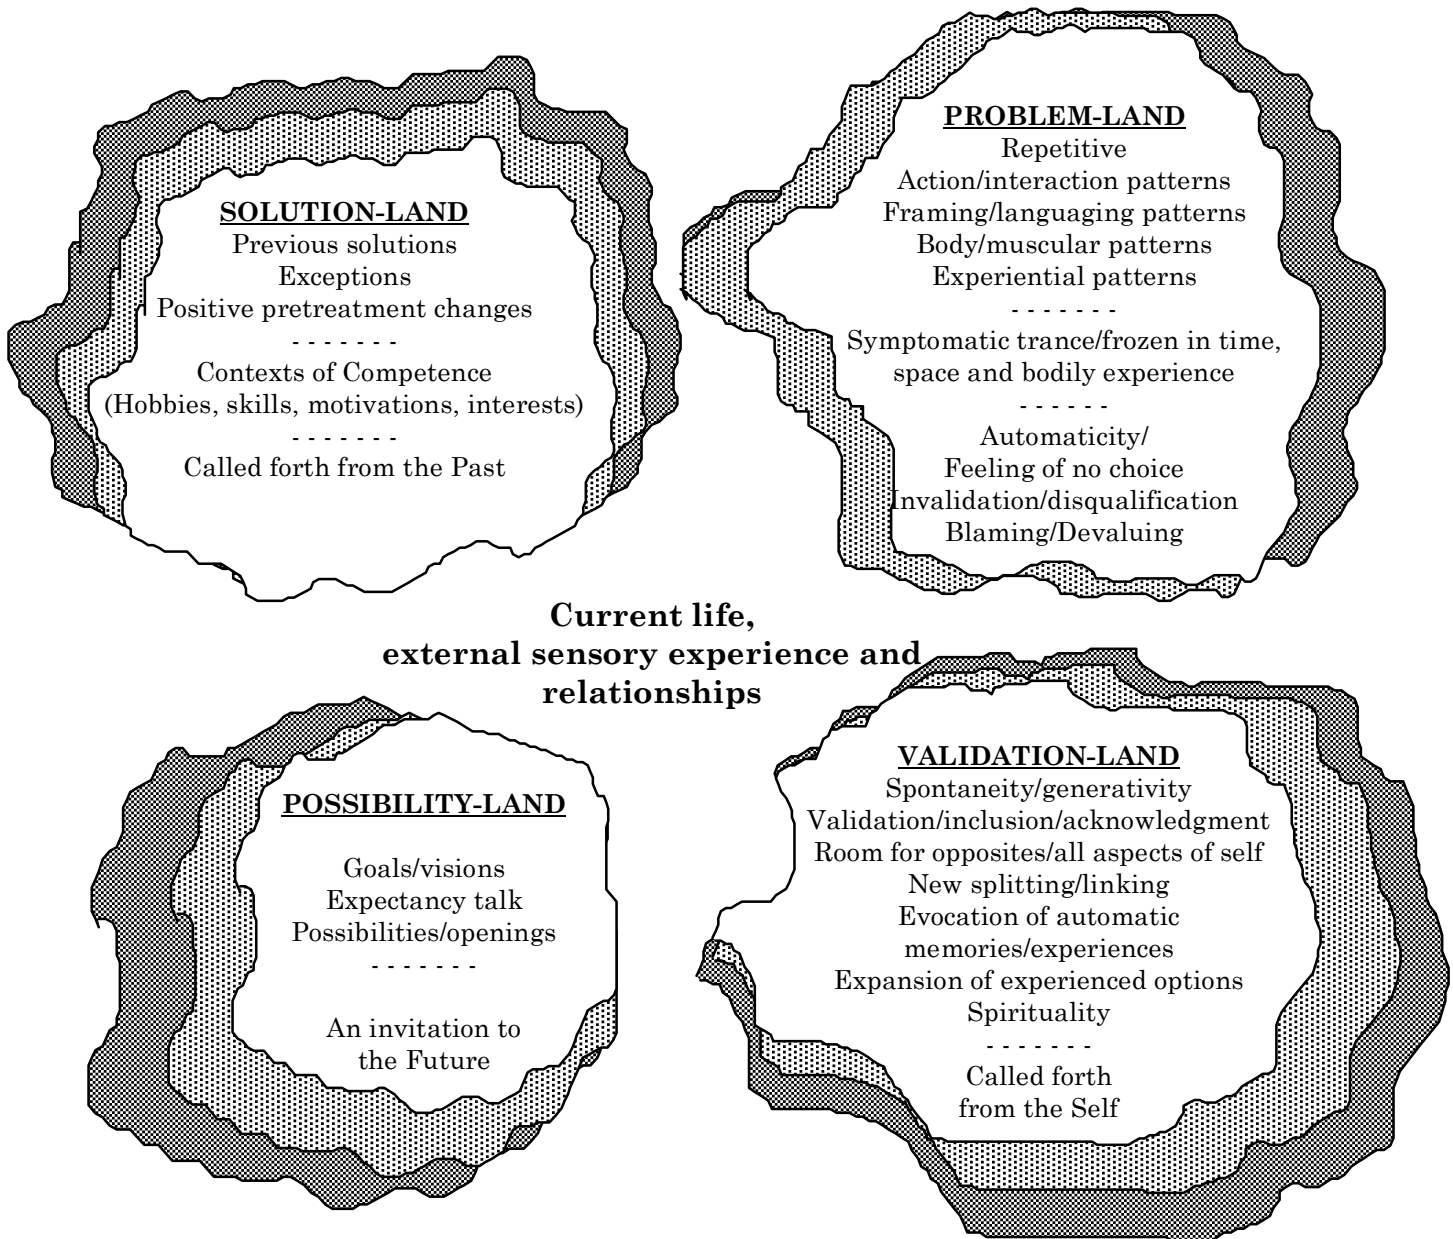 SOLUTION-LAND
Previous solutions
Exceptions
Positive pretreatment changes
- - - - - - -
Contexts of Competence
(Hobbies, skills, motivations, interests)
- - - - - - -
Called forth from the Past
PROBLEM-LAND
Repetitive
Action/interaction patterns
Framing/languaging patterns
Body/muscular patterns
Experiential patterns
- - - - - - -
Symptomatic trance/frozen in time,
space and bodily experience
- - - - - -
Automaticity/
Feeling of no choice
Invalidation/disqualification
Blaming/Devaluing
Current life,
external sensory experience and
relationships
POSSIBILITY-LAND
Goals/visions
Expectancy talk
Possibilities/openings
- - - - - - -
An invitation to
the Future
VALIDATION-LAND
Spontaneity/generativity
Validation/inclusion/acknowledgment
Room for opposites/all aspects of self
New splitting/linking
Evocation of automatic
memories/experiences
Expansion of experienced options
Spirituality
- - - - - - -
Called forth
from the Self